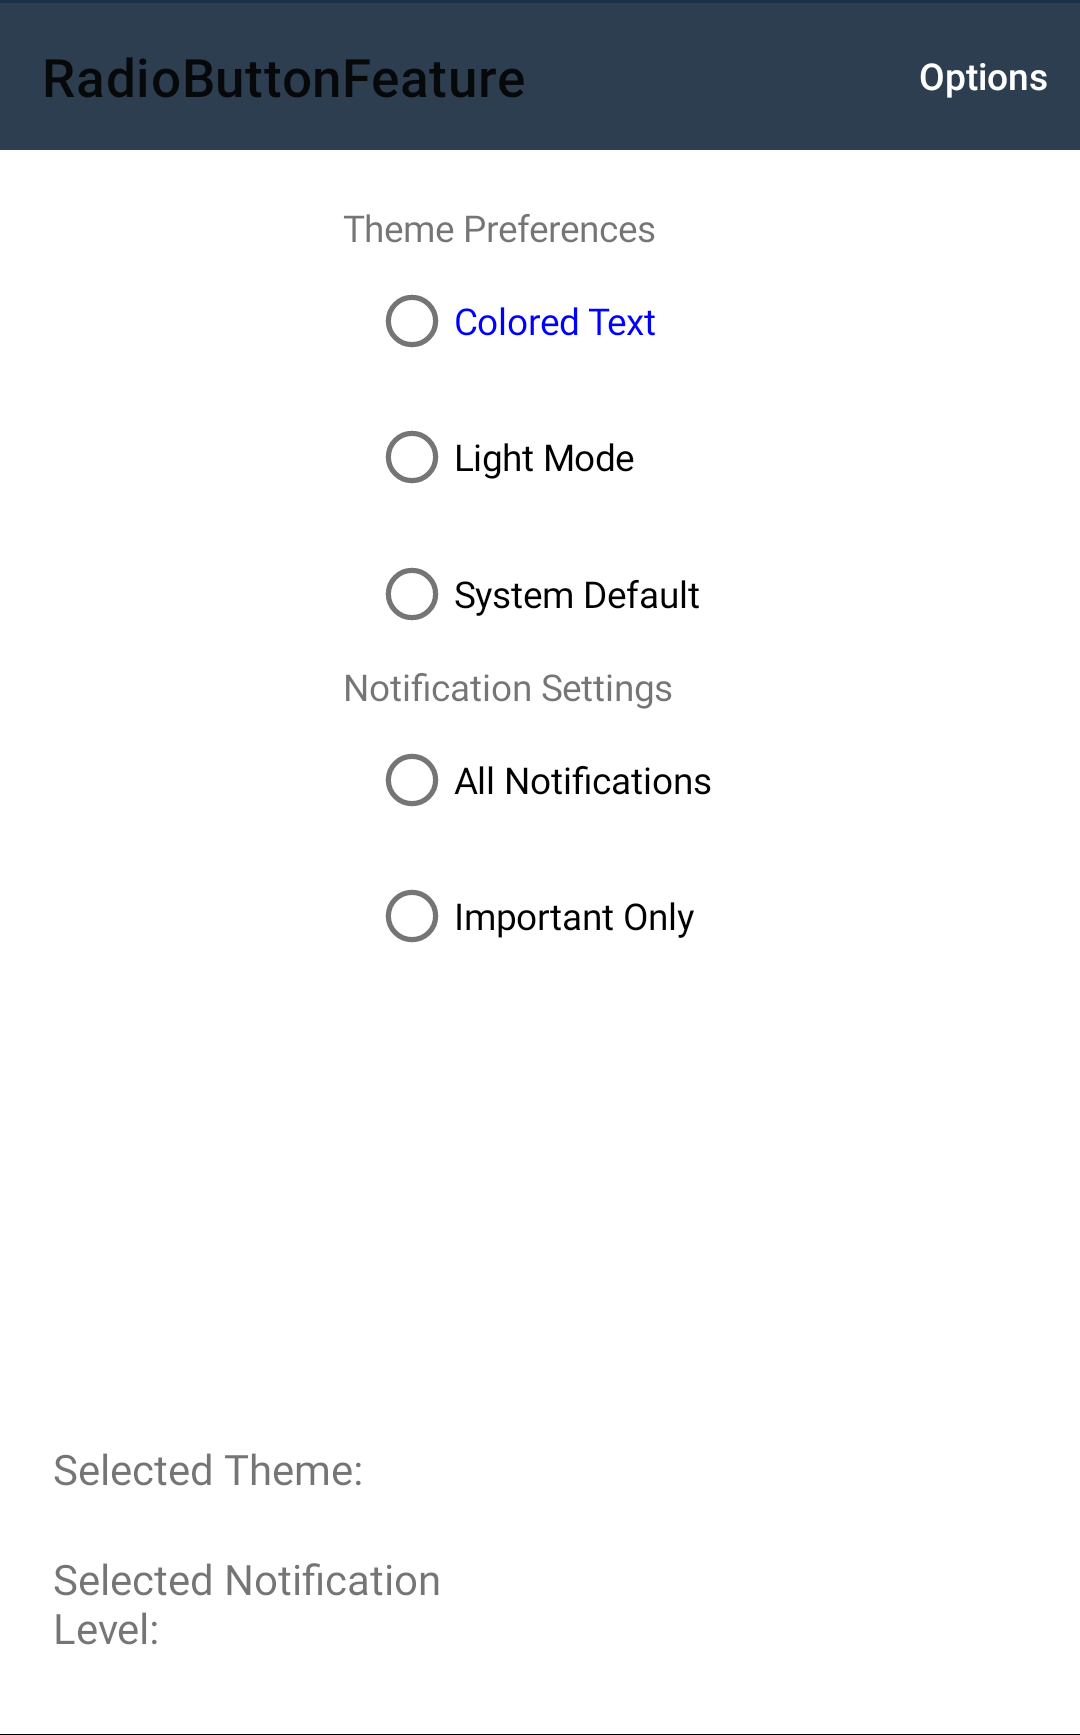 RadioButtonFeature
Options
Theme Preferences
Colored Text
Light Mode
System Default
Notification Settings
All Notifications
Important Only
Selected Theme:
Selected Notification
Level: